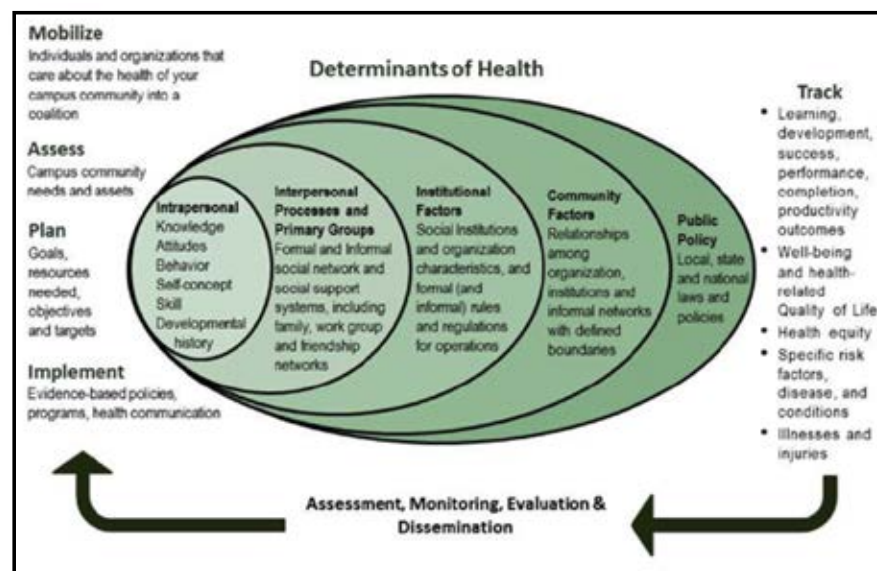 Mobilize
Individuals and organizations that
care about the health of your
campus community into a
coalition
Assess
Campus community
needs and assets
Plan
Goals,
resources
needed,
objectives
and targets
Implement
Evidence-based policies,
programs, health communication
Determinants of Health
Intrapersonal
Knowledge
Attitudes
Behavior
Self-concept
Skill
Developmental
history
Interpersonal
Processes and
Primary Groups
Formal and Informal
social network and
social support
systems, including
family, work group
and friendship
networks
Institutional
Factors
Social Institutions
and organization
characteristics, and
formal (and
informal) rules
and regulations
for operations
Community
Factors
Relationships
among
organization,
institutions and
informal networks
with defined
boundaries
Public
Policy
Local, state
and national
laws and
policies
Track
• Learning,
development,
success,
performance,
completion,
productivity
outcomes
• Well-being
and health-
related
Quality of Life
• Health equity
• Specific risk
factors,
disease, and
conditions
• Illnesses and
injuries
Assessment, Monitoring, Evaluation &
Dissemination